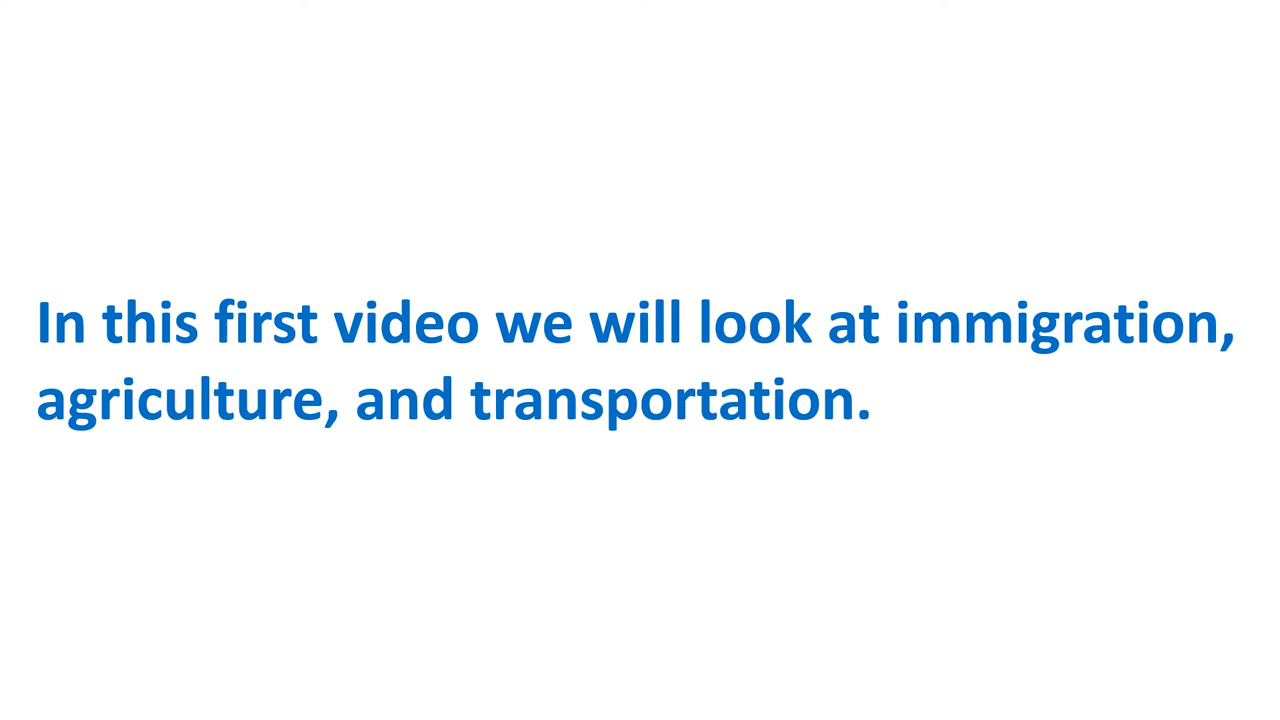 In this first video we will look at immigration,
agriculture, and transportation.